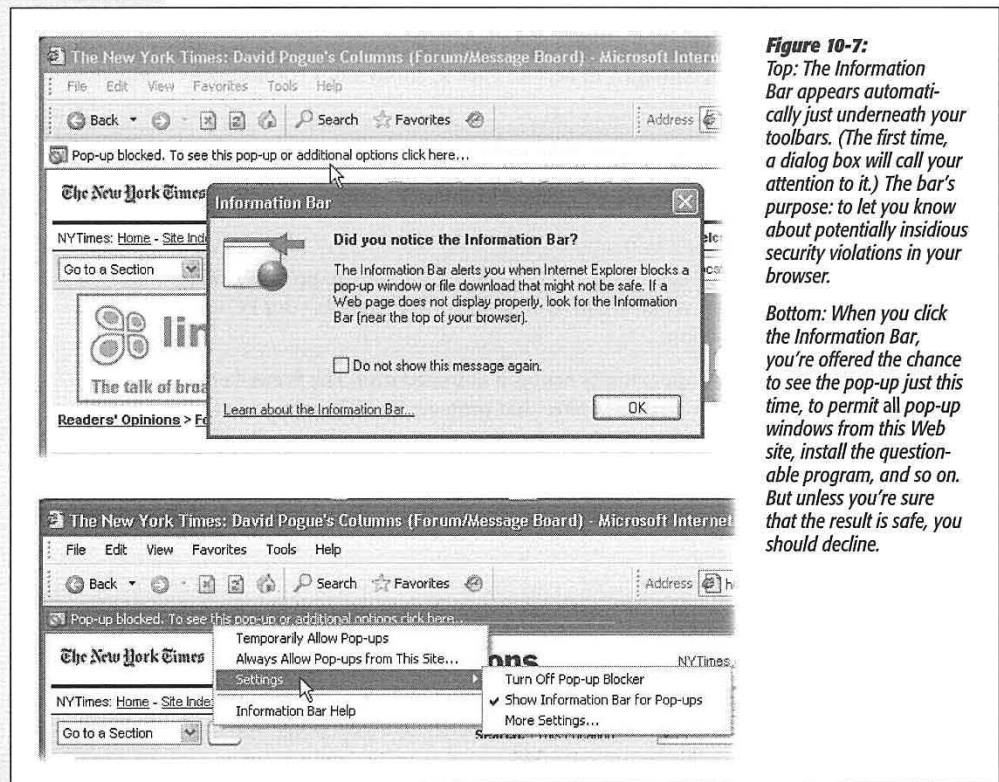 The New York Times: David Pogue's Columns (Forum/Message Board) - Microsoft Intern
File Edit View Favorites Tools Help
Back Search Favorites Address
Pop-up blocked. To see this pop-up or additional options click here...
The New York Times
NYTimes: Home - Site Inde
Go to a Section
lin
The talk of broa
Readers' Opinions > Fo
Information Bar
Did you notice the Information Bar?
The Information Bar alerts you when Internet Explorer blocks a
pop-up window or file download that might not be safe. If a
Web page does not display properly, look for the Information
Bar (near the top of your browser).
Do not show this message again.
Learn about the Information Bar...
OK
Figure 10-7:
Top: The Information
Bar appears automati-
cally just underneath your
toolbars. (The first time,
a dialog box will call your
attention to it.) The bar's
purpose: to let you know
about potentially insidious
security violations in your
browser.
Bottom: When you click
the Information Bar,
you're offered the chance
to see the pop-up just this
time, to permit all pop-up
windows from this Web
site, install the question-
able program, and so on.
But unless you're sure
that the result is safe, you
should decline.
The New York Times: David Pogue's Columns (Forum/Message Board) - Microsoft Internet
File Edit View Favorites Tools Help
Back Search Favorites Address h
Pop-up blocked. To see this pop-up or additional options click here...
The New York Times
ons
NYTimes
NYTimes: Home - Site Index
Go to a Section
Temporarily Allow Pop-ups
Always Allow Pop-ups from This Site...
Settings
Information Bar Help
Turn Off Pop-up Blocker
Show Information Bar for Pop-ups
More Settings...